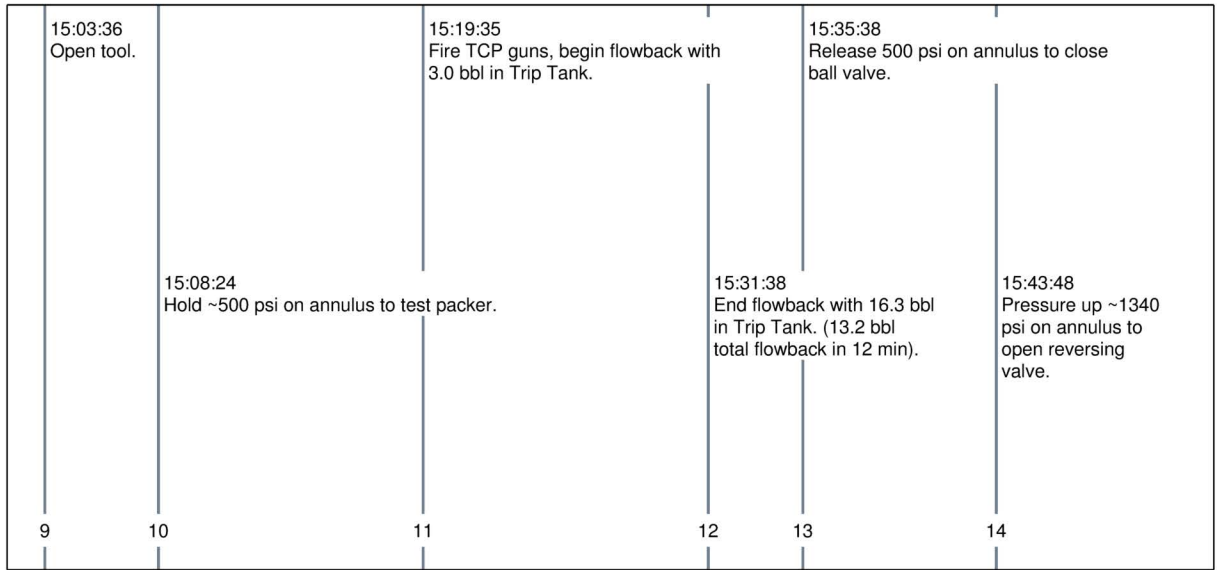 15:03:36
Open tool.
15:08:24
Hold ~500 psi on annulus to test packer.
15:19:35
Fire TCP guns, begin flowback with
3.0 bbl in Trip Tank.
15:31:38
End flowback with 16.3 bbl
in Trip Tank. (13.2 bbl
total flowback in 12 min).
15:35:38
Release 500 psi on annulus to close
ball valve.
15:43:48
Pressure up ~1340
psi on annulus to
open reversing
valve.
9
10
11
12
13
14